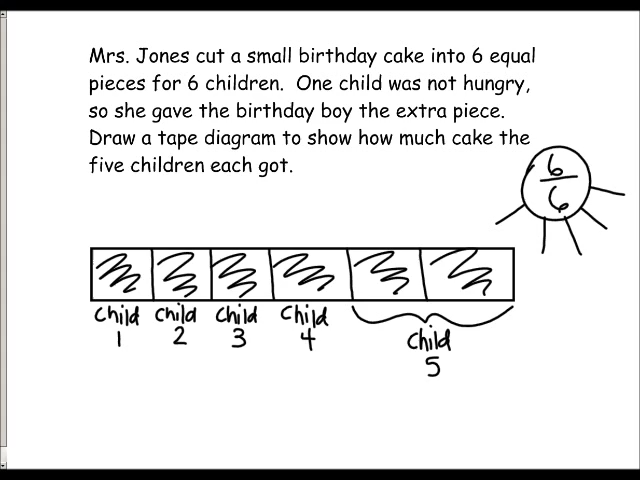 Mrs. Jones cut a small birthday cake into 6 equal
pieces for 6 children. One child was not hungry,
so she gave the birthday boy the extra piece.
Draw a tape diagram to show how much cake the
five children each got.
6
6
child child child child
1 2 3 4
child
5